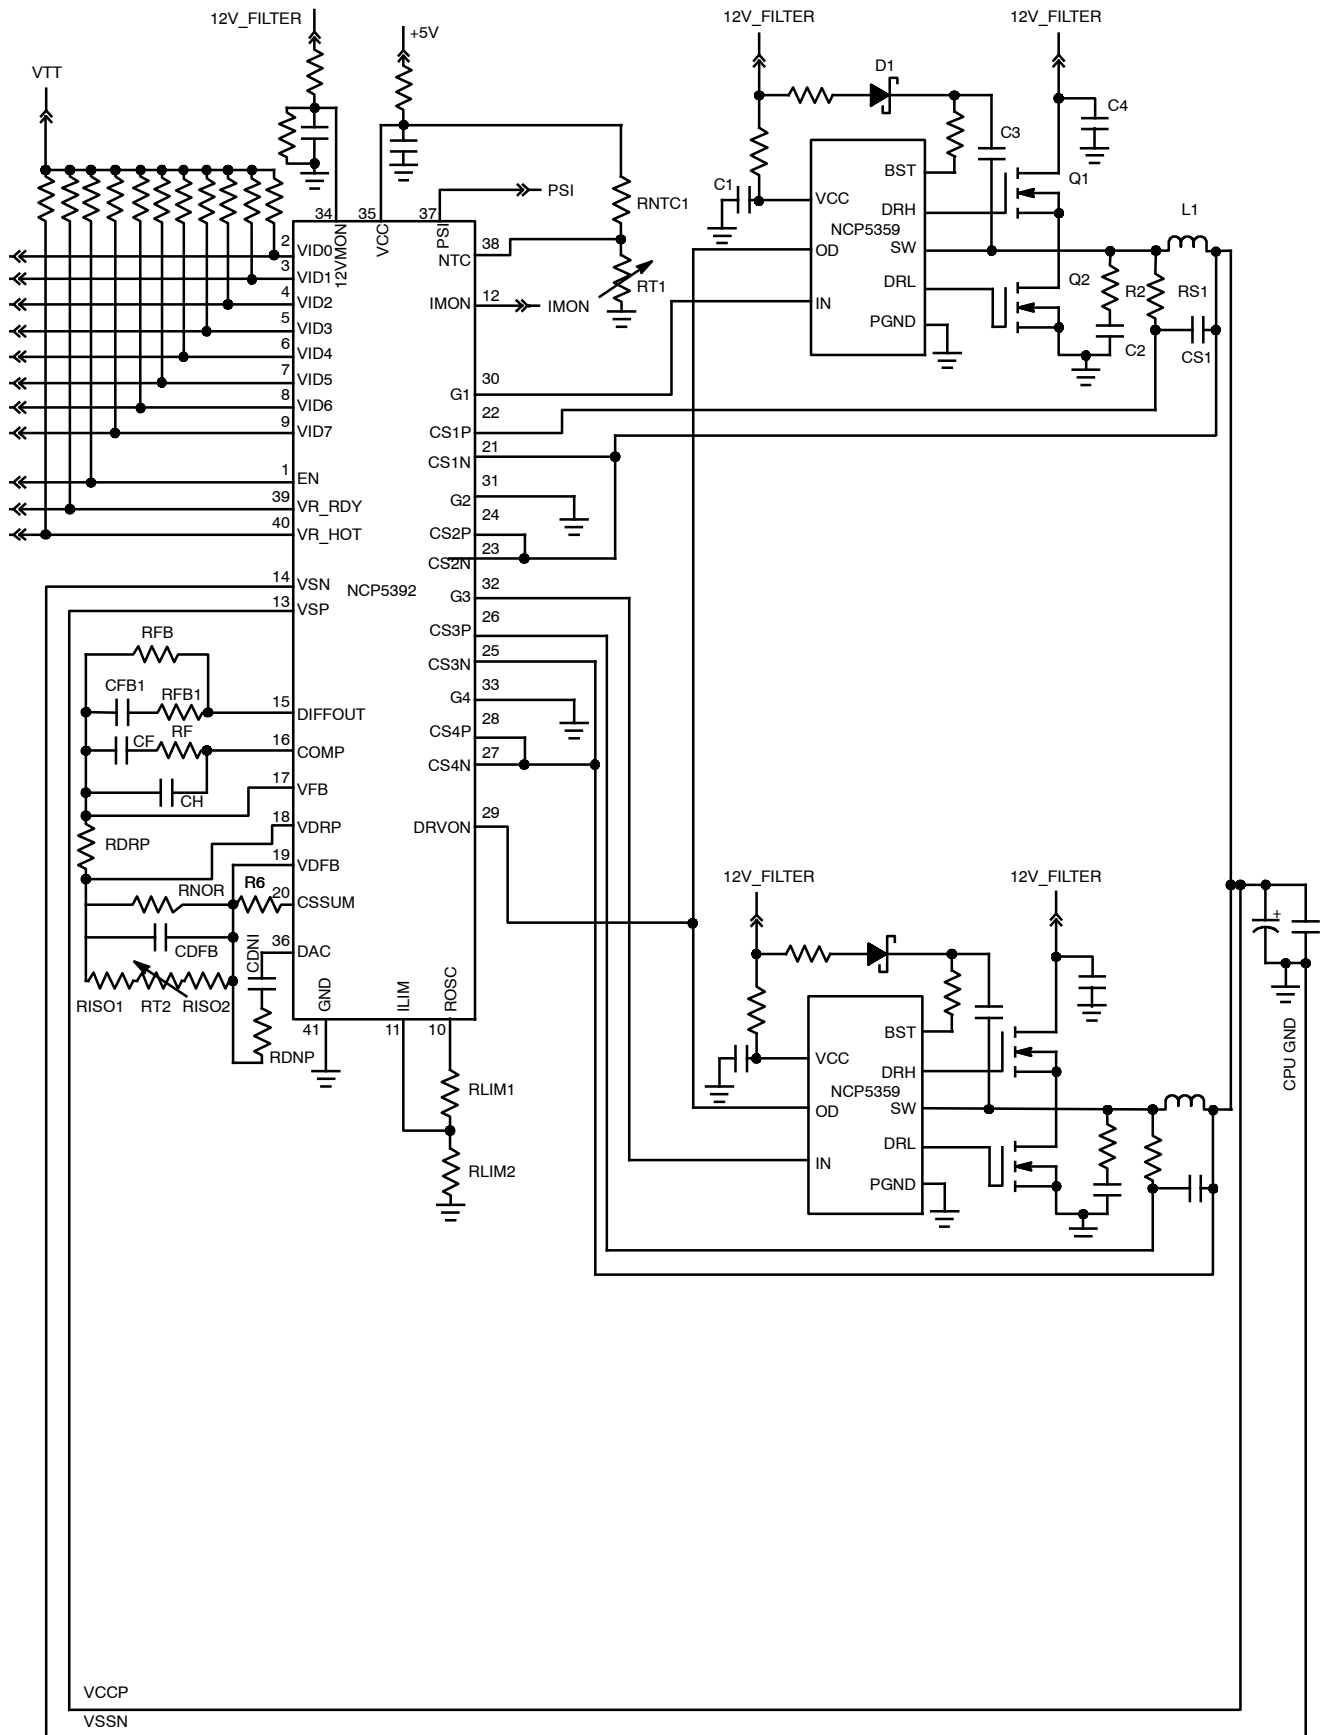 12V_FILTER
+5V
12V_FILTER
12V_FILTER
VTT
D1
C4
C3
C1
BST
VCC
DRH
Q1
NCP5359
OD
SW
L1
DRL
Q2
R2
RS1
IN
PGND
C2
CS1
34
35
37
12VMON
VCC
PSI
PSI
RNTC1
38
NTC
RT1
12
IMON
IMON
2
VID0
3
VID1
4
VID2
5
VID3
6
VID4
7
VID5
8
VID6
9
VID7
1
EN
39
VR_RDY
40
VR_HOT
30
G1
22
CS1P
21
CS1N
31
G2
24
CS2P
23
CS2N
14
VSN
NCP5392
13
VSP
32
G3
26
CS3P
25
CS3N
33
G4
28
CS4P
27
CS4N
29
DRVON
RFB
CFB1
RFB1
15
DIFFOUT
CF
RF
16
COMP
17
VFB
CH
18
VDRP
RDRP
19
VDFB
RNOR
R6
20
CSSUM
CDFB
36
DAC
CDNI
RISO1
RT2
RISO2
RDNP
GND
ILIM
ROSC
41
11
10
RLIM1
RLIM2
12V_FILTER
12V_FILTER
BST
VCC
DRH
NCP5359
OD
SW
DRL
IN
PGND
+
CPU GND
VCCP
VSSN